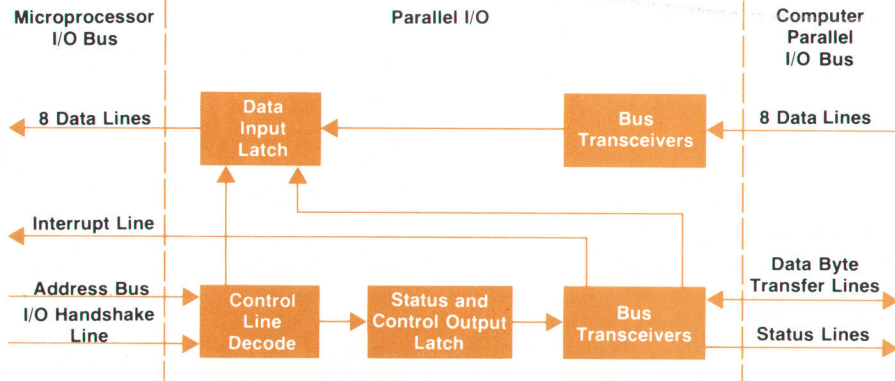 Microprocessor
I/O Bus
Parallel I/O
Computer
Parallel
I/O Bus
8 Data Lines
Data
Input
Latch
Bus
Transceivers
8 Data Lines
Interrupt Line
Address Bus
I/O Handshake
Line
Control
Line
Decode
Status and
Control Output
Latch
Bus
Transceivers
Data Byte
Transfer Lines
Status Lines